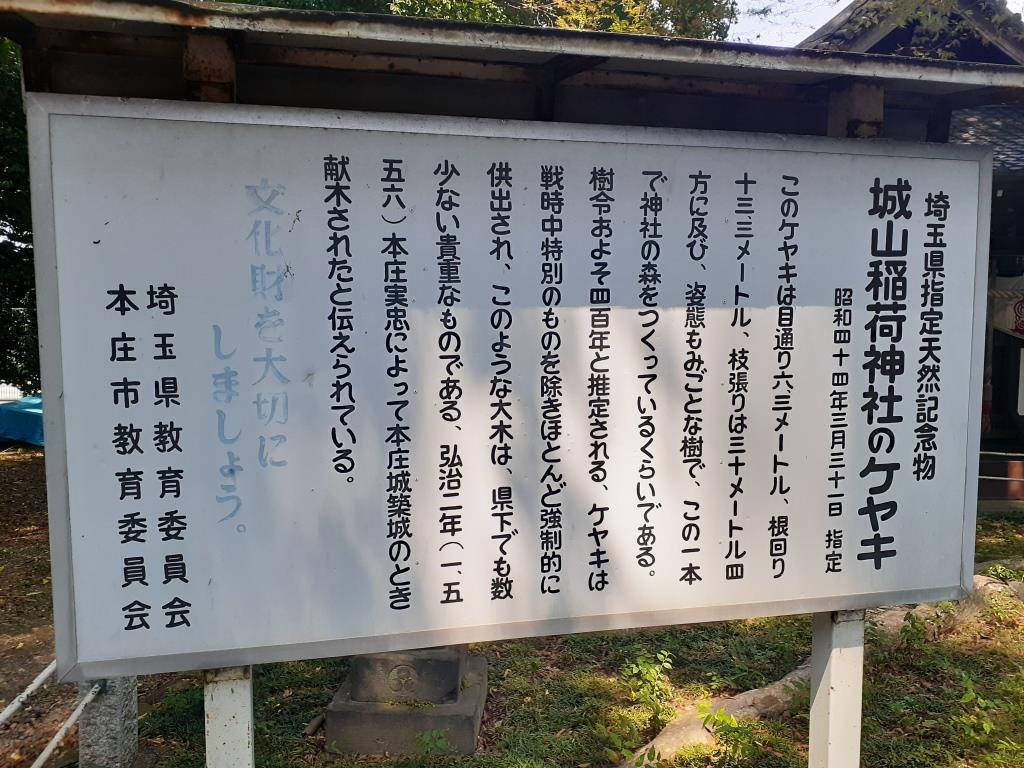 埼玉県指定天然記念物
城山稲荷神社のケヤキ
昭和四十四年三月三十一日 指定
このケヤキは目通り六・三メートル、根回り
十三・三メートル、枝張りは三十メートル四
方に及び、姿態もみごとな樹で、この一本
で神社の森をつくっているくらいである。
樹令およそ四百年と推定される、ケヤキは
戦時中特別のものを除きほとんど強制的に
供出され、このような大木は、県下でも数
少ない貴重なものである、弘治二年(一、五
五六)本庄実忠によって本庄城築城のとき
献木されたと伝えられている。
文化財を大切に
しましょう。
埼玉県教育委員会
本庄市教育委員会